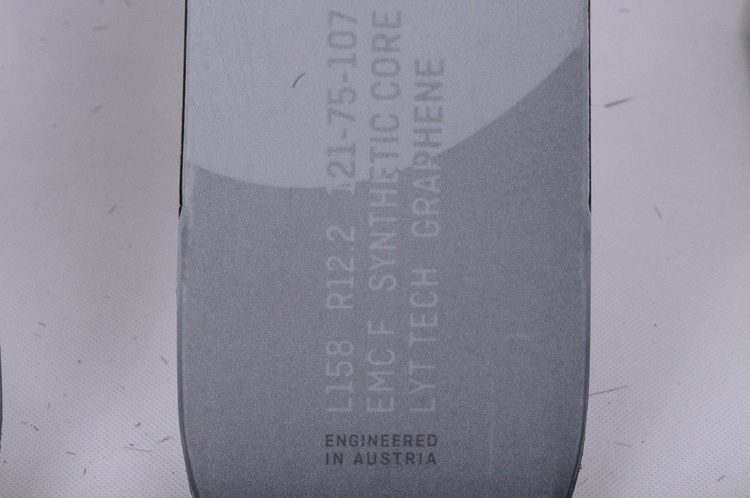 L158 R12.2 121-75-107
EMC F SYNTHETIC CORE
LYT TECH GRAPHENE
ENGINEERED
IN AUSTRIA